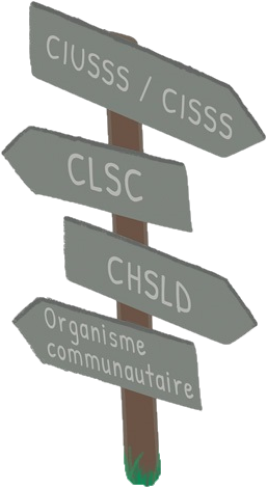 CIUSSS / CISSS
CLSC
CHSLD
Organisme
communautaire